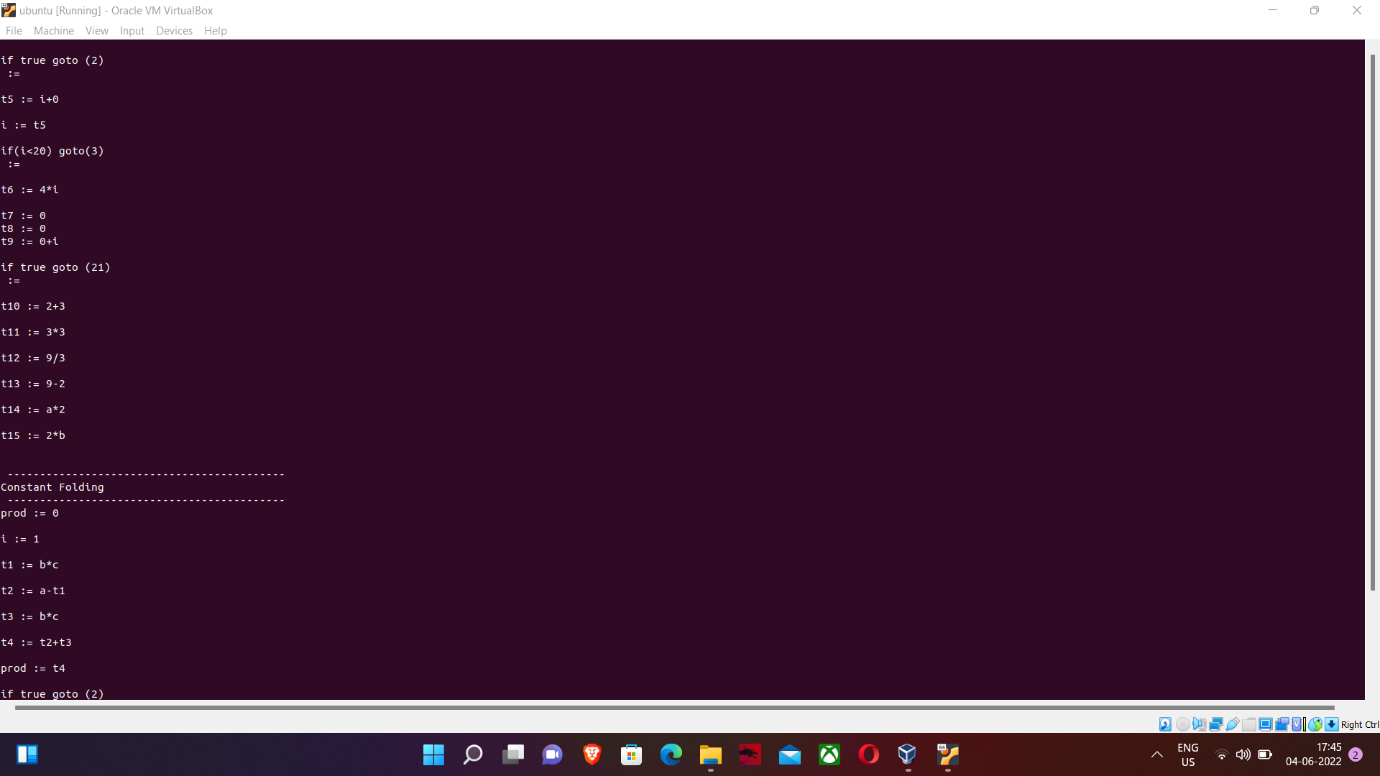 ubuntu [Running] - Oracle VM VirtualBox
File Machine View Input Devices Help
if true goto (2)
:=
t5 := i+0
i := t5
if(i<20) goto(3)
:=
t6 := 4*i
t7 := 0
t8 := 0
t9 := 0+i
if true goto (21)
:=
t10 := 2+3
t11 := 3*3
t12 := 9/3
t13 := 9-2
t14 := a*2
t15 := 2*b
-------------------------------------------
Constant Folding
-------------------------------------------
prod := 0
i := 1
t1 := b*c
t2 := a-t1
t3 := b*c
t4 := t2+t3
prod := t4
if true goto (2)
Right Ctrl
ENG
US
17:45
04-06-2022
2